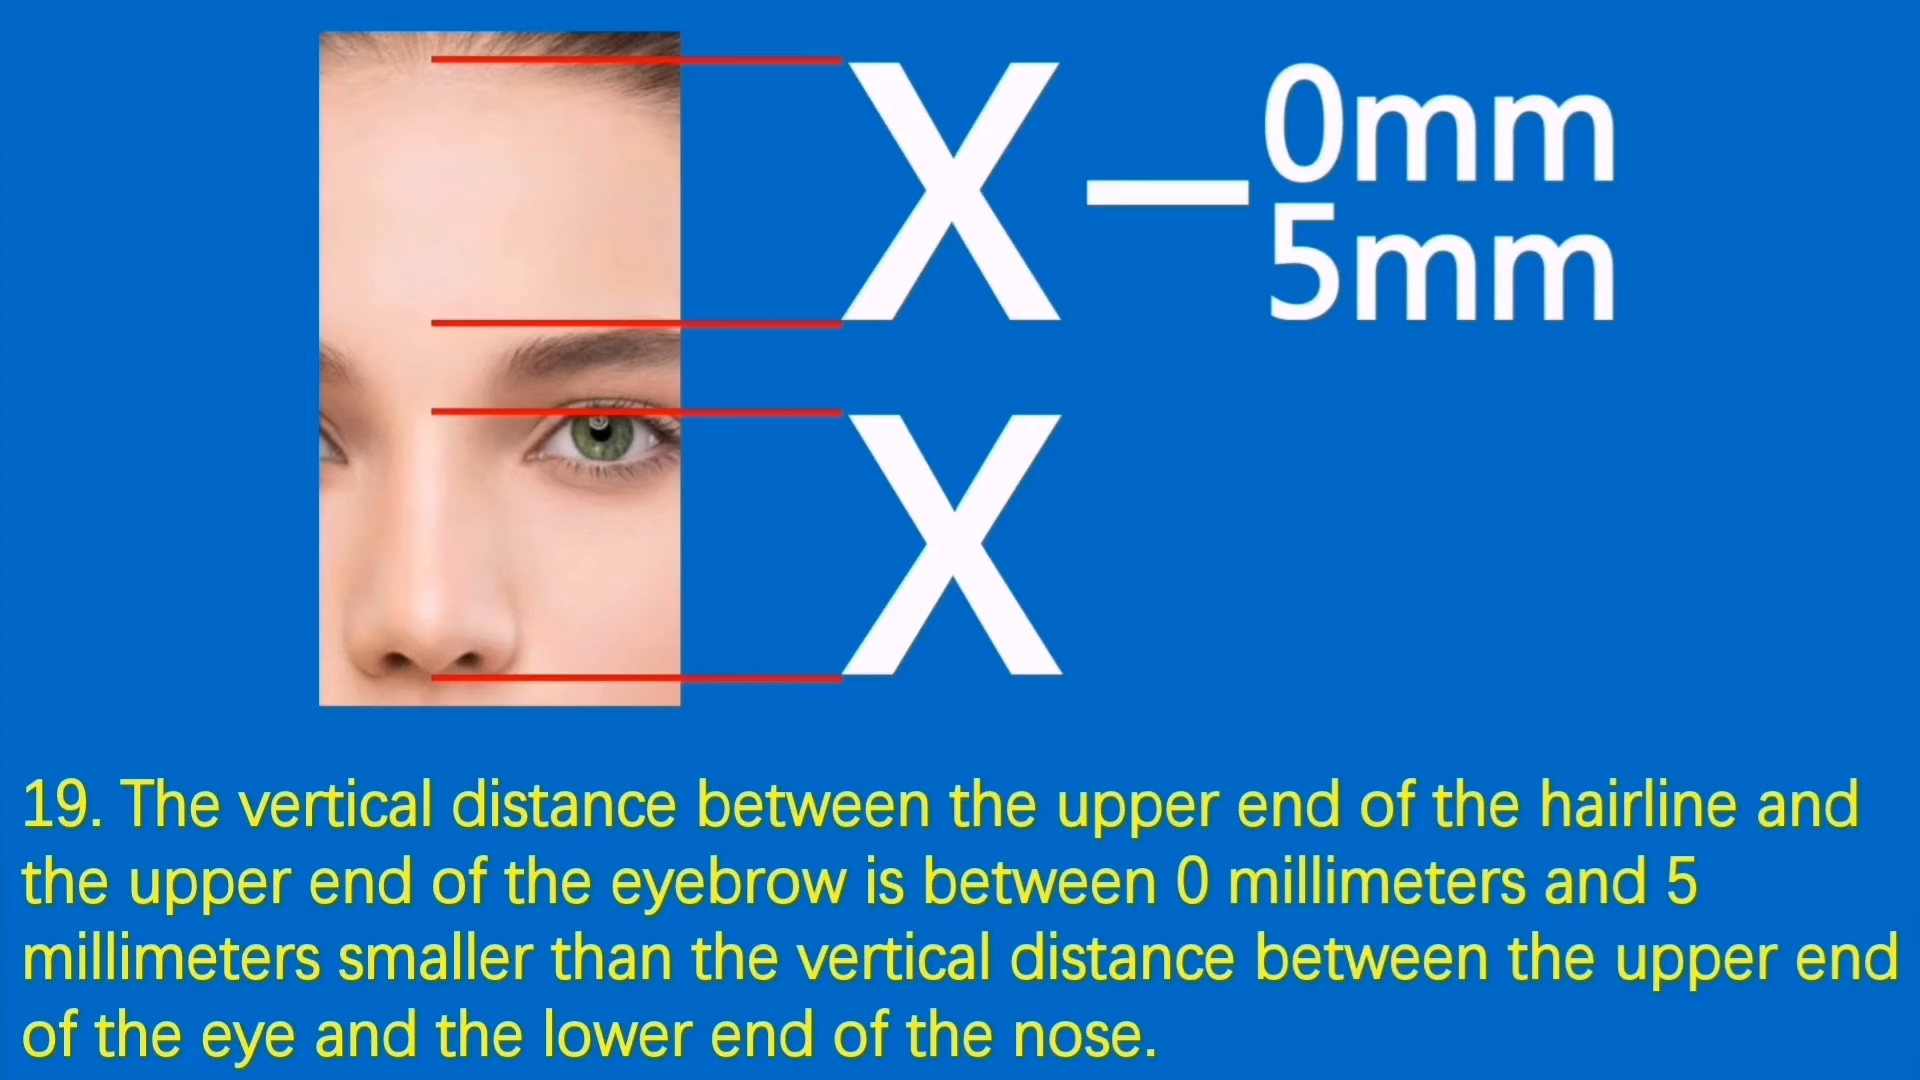 X — 0mm
5mm
X
19. The vertical distance between the upper end of the hairline and
the upper end of the eyebrow is between 0 millimeters and 5
millimeters smaller than the vertical distance between the upper end
of the eye and the lower end of the nose.